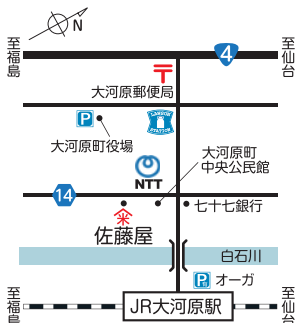 N
至福島
至仙台
4
大河原郵便局
P
LAWSON
STATION
大河原町役場
大河原町
中央公民館
NTT
14
七十七銀行
佐藤屋
白石川
P
オーガ
至福島
JR大河原駅
至仙台